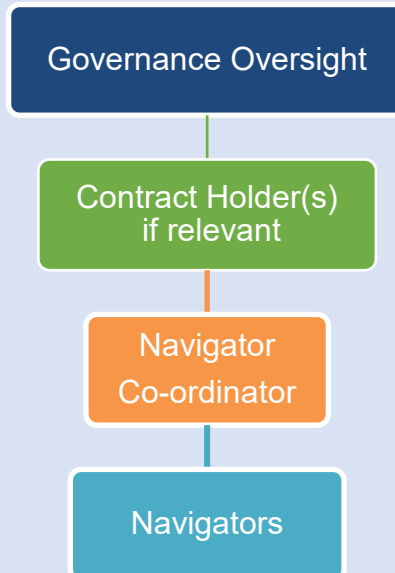 Governance Oversight
Contract Holder(s)
if relevant
Navigator
Co-ordinator
Navigators